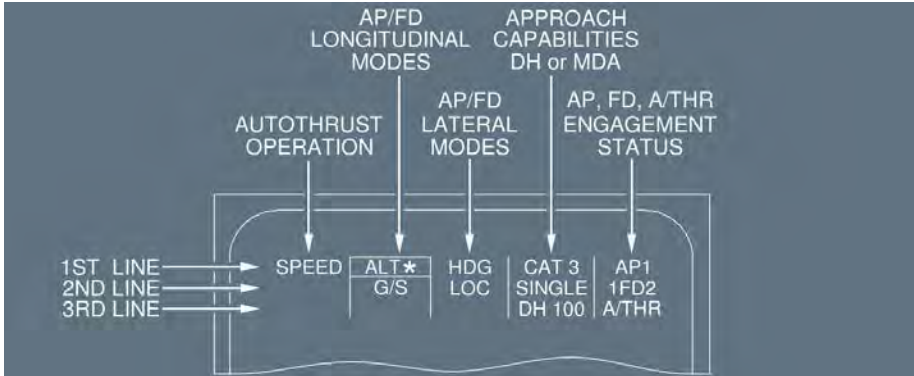 AP/FD
LONGITUDINAL
MODES
APPROACH
CAPABILITIES
DH or MDA
AUTOTHRUST
OPERATION
AP/FD
LATERAL
MODES
AP, FD, A/THR
ENGAGEMENT
STATUS
1ST LINE
2ND LINE
3RD LINE
SPEED ALT* HDG CAT 3 AP1
G/S LOC SINGLE 1FD2
DH 100 A/THR